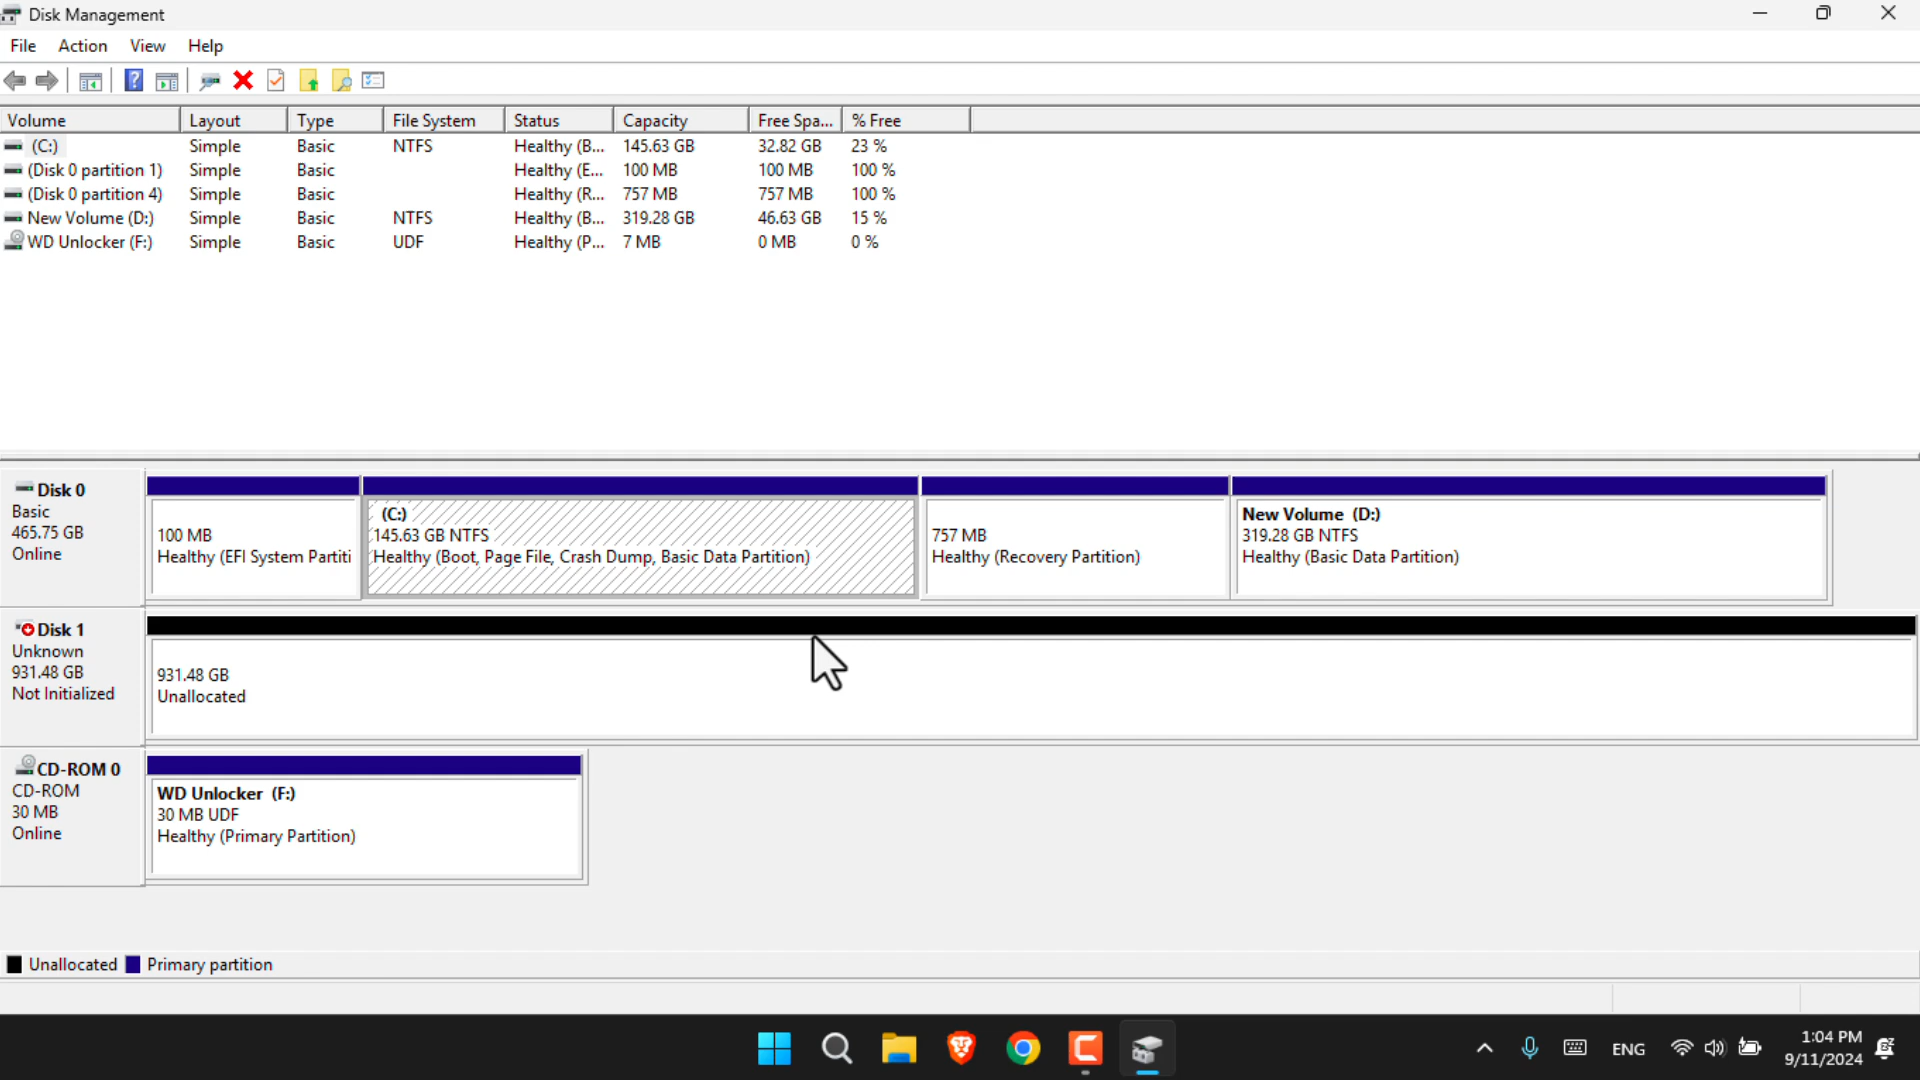 Disk Management
File Action View Help
Volume Layout Type File System Status Capacity Free Spa... % Free
(C:) Simple Basic NTFS Healthy (B... 145.63 GB 32.82 GB 23 %
(Disk 0 partition 1) Simple Basic Healthy (E... 100 MB 100 MB 100 %
(Disk 0 partition 4) Simple Basic Healthy (R... 757 MB 757 MB 100 %
New Volume (D:) Simple Basic NTFS Healthy (B... 319.28 GB 46.63 GB 15 %
WD Unlocker (F:) Simple Basic UDF Healthy (P... 7 MB 0 MB 0 %
Disk 0
Basic
465.75 GB
Online
100 MB
Healthy (EFI System Partiti
(C:)
145.63 GB NTFS
Healthy (Boot, Page File, Crash Dump, Basic Data Partition)
757 MB
Healthy (Recovery Partition)
New Volume (D:)
319.28 GB NTFS
Healthy (Basic Data Partition)
Disk 1
Unknown
931.48 GB
Not Initialized
931.48 GB
Unallocated
CD-ROM 0
CD-ROM
30 MB
Online
WD Unlocker (F:)
30 MB UDF
Healthy (Primary Partition)
Unallocated Primary partition
ENG
1:04 PM
9/11/2024